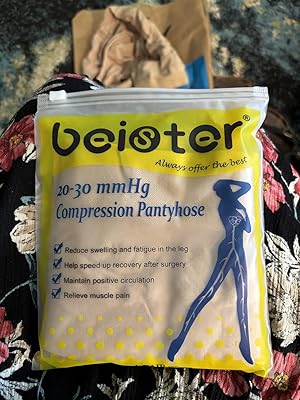 beister®
Always offer the best
20-30 mmHg
Compression Pantyhose
Reduce swelling and fatigue in the leg
Help speed up recovery after surgery
Maintain positive circulation
Relieve muscle pain